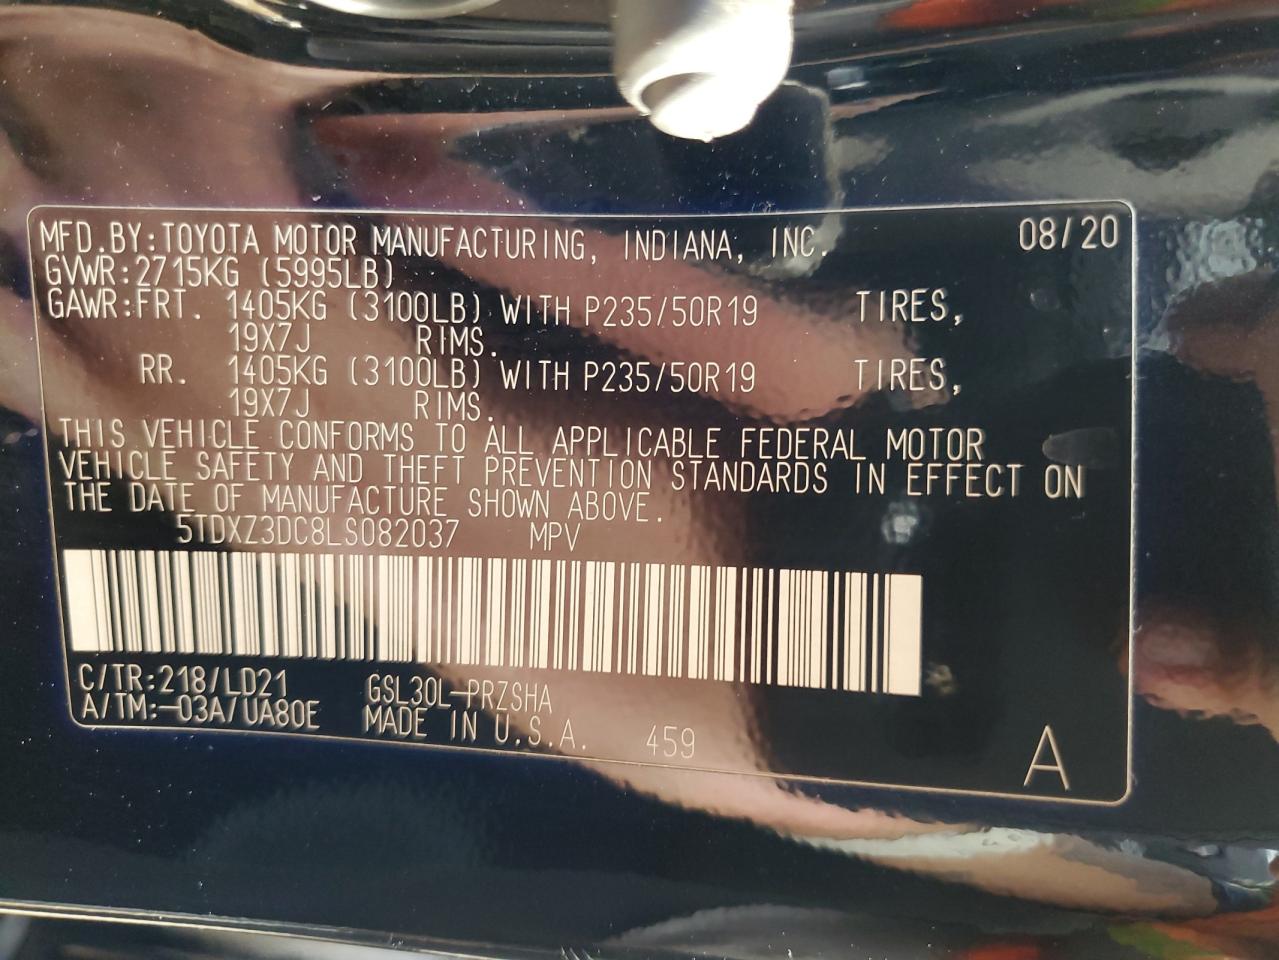 MFD.BY:TOYOTA MOTOR MANUFACTURING, INDIANA, INC. 08/20
GVWR:2715KG (5995LB)
GAWR:FRT. 1405KG (3100LB) WITH P235/50R19 TIRES,
19X7J RIMS.
RR. 1405KG (3100LB) WITH P235/50R19 TIRES,
19X7J RIMS.
THIS VEHICLE CONFORMS TO ALL APPLICABLE FEDERAL MOTOR
VEHICLE SAFETY AND THEFT PREVENTION STANDARDS IN EFFECT ON
THE DATE OF MANUFACTURE SHOWN ABOVE.
5TDXZ3DC8LS082037 MPV
C/TR:218/LD21 GSL30L-PRZSHA
A/TM:-03A/UA80E MADE IN U.S.A. 459
A